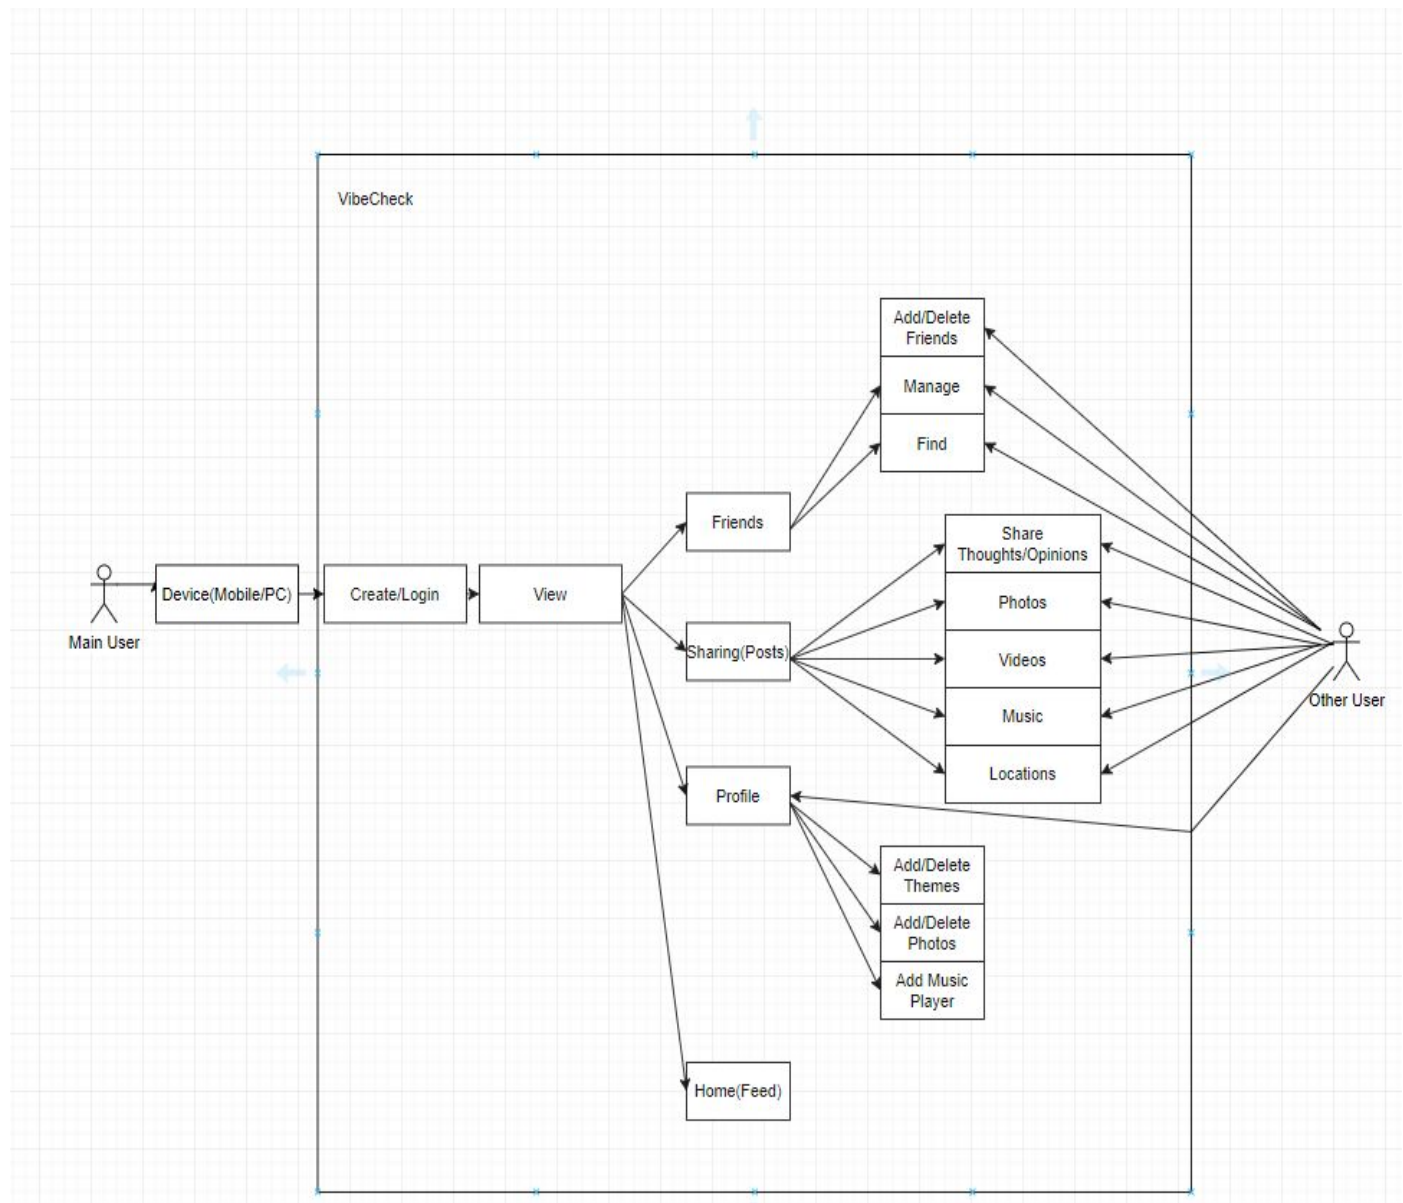 VibeCheck
Add/Delete
Friends
Manage
Find
Friends
Share
Thoughts/Opinions
Photos
Videos
Music
Locations
Main User
Device(Mobile/PC)
Create/Login
View
Sharing(Posts)
Other User
Profile
Add/Delete
Themes
Add/Delete
Photos
Add Music
Player
Home(Feed)